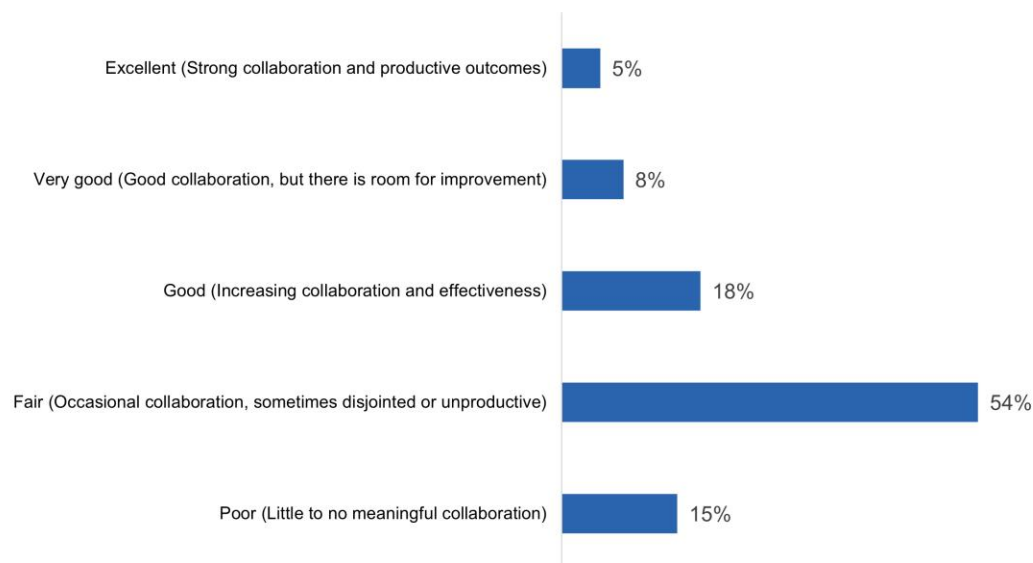 Excellent (Strong collaboration and productive outcomes) 5%
Very good (Good collaboration, but there is room for improvement) 8%
Good (Increasing collaboration and effectiveness) 18%
Fair (Occasional collaboration, sometimes disjointed or unproductive) 54%
Poor (Little to no meaningful collaboration) 15%